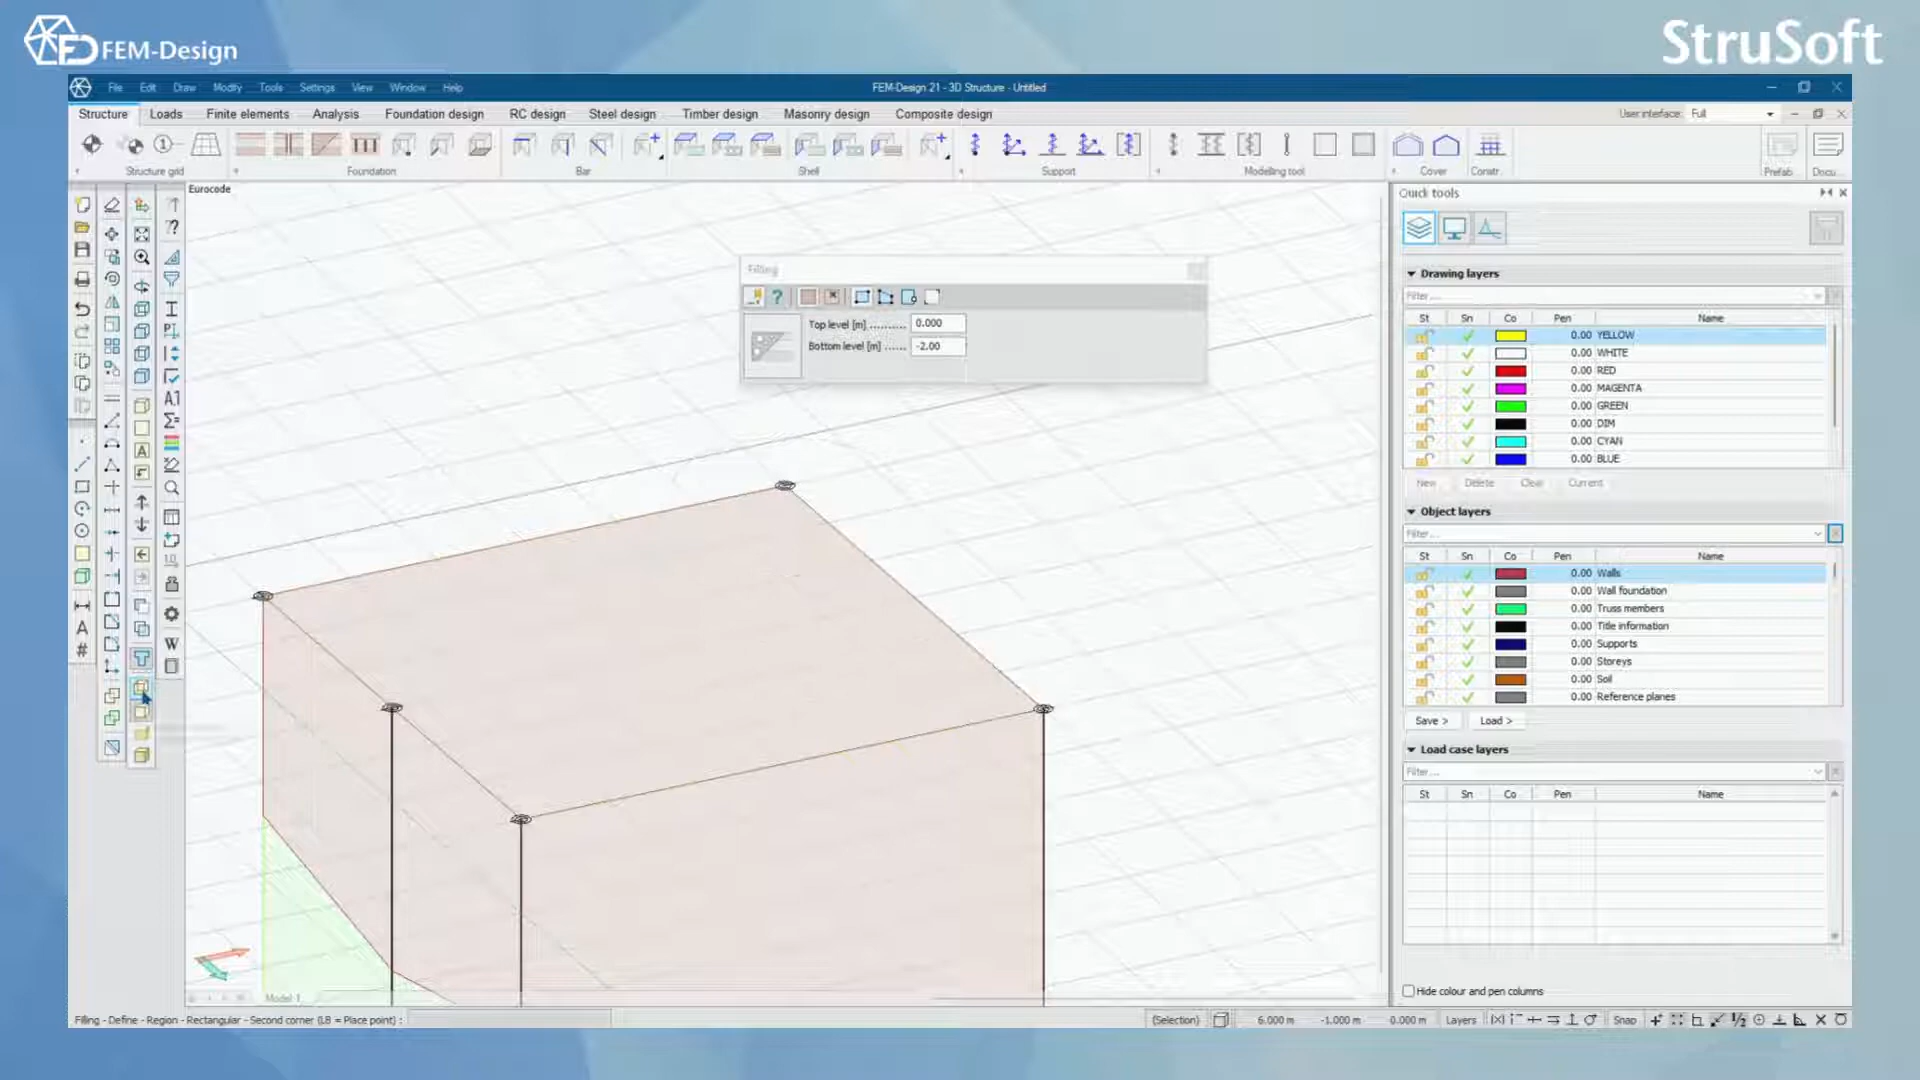 FEM-Design
StruSoft
File Edit Draw Modify Tools Settings View Window Help
FEM-Design 21 - 3D Structure - Untitled
Structure Loads Finite elements Analysis Foundation design RC design Steel design Timber design Masonry design Composite design
User interface: Full
Structure grid Foundation Bar Shell Support Modelling tool Cover Constr. Prefab Docu...
Eurocode
Quick tools
Filling
Top level [m] .......... 0.000
Bottom level [m] ...... -2.00
Drawing layers
Filter...
St Sn Co Pen Name
0.00 YELLOW
0.00 WHITE
0.00 RED
0.00 MAGENTA
0.00 GREEN
0.00 DIM
0.00 CYAN
0.00 BLUE
New Delete Clear Current
Object layers
Filter...
St Sn Co Pen Name
0.00 Walls
0.00 Wall foundation
0.00 Truss members
0.00 Title information
0.00 Supports
0.00 Storeys
0.00 Soil
0.00 Reference planes
Save > Load >
Load case layers
Filter...
St Sn Co Pen Name
Hide colour and pen columns
Model 1
Filling - Define - Region - Rectangular - Second corner (LB = Place point) :
(Selection) 6.000 m -1.000 m 0.000 m Layers Snap